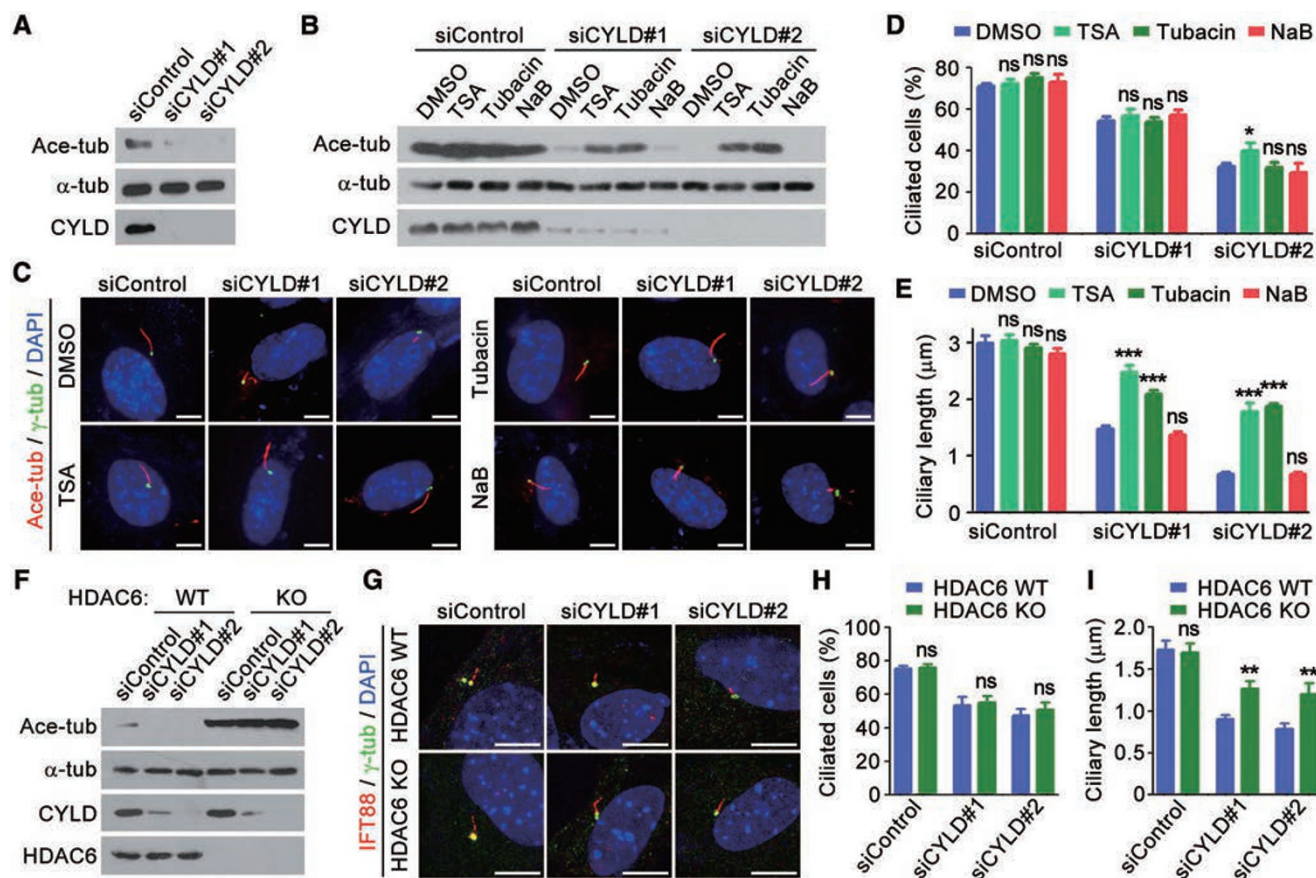 A
siControl
siCYLD#1
siCYLD#2
Ace-tub
α-tub
CYLD
B
siControl siCYLD#1 siCYLD#2
DMSO TSA Tubacin NaB DMSO TSA Tubacin NaB DMSO TSA Tubacin NaB
Ace-tub
α-tub
CYLD
C
siControl siCYLD#1 siCYLD#2 siControl siCYLD#1 siCYLD#2
Ace-tub / γ-tub / DAPI
DMSO
TSA
Tubacin
NaB
D
DMSO TSA Tubacin NaB
Ciliated cells (%)
80
60
40
20
0
ns ns ns
ns ns ns
* ns ns
siControl siCYLD#1 siCYLD#2
E
DMSO TSA Tubacin NaB
Ciliary length (μm)
3
2
1
0
ns ns ns
*** *** ns
*** *** ns
siControl siCYLD#1 siCYLD#2
F
HDAC6: WT KO
siControl siCYLD#1 siCYLD#2 siControl siCYLD#1 siCYLD#2
Ace-tub
α-tub
CYLD
HDAC6
G
siControl siCYLD#1 siCYLD#2
IFT88 / γ-tub / DAPI
HDAC6 WT
HDAC6 KO
H
HDAC6 WT
HDAC6 KO
Ciliated cells (%)
100
80
60
40
20
0
ns ns ns
siControl siCYLD#1 siCYLD#2
I
HDAC6 WT
HDAC6 KO
Ciliary length (μm)
2.0
1.5
1.0
0.5
0
ns ** **
siControl siCYLD#1 siCYLD#2